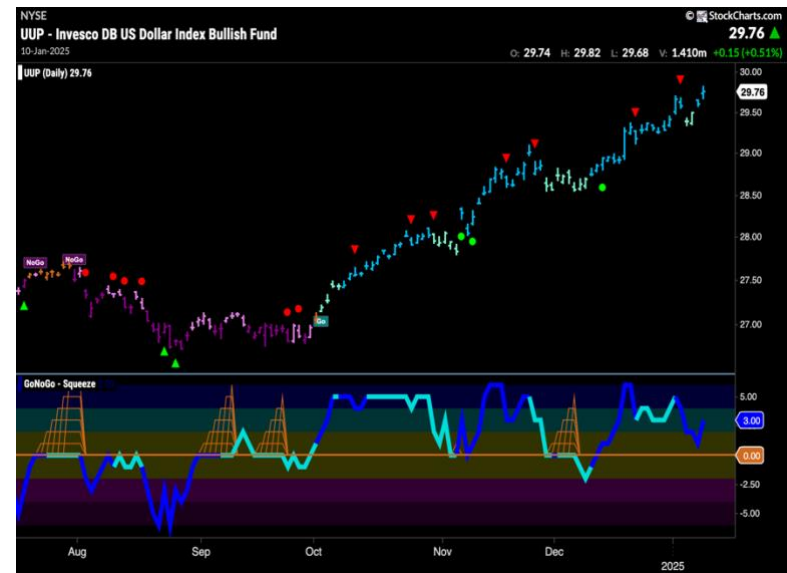 NYSE
© StockCharts.com
UUP - Invesco DB US Dollar Index Bullish Fund
29.76
10-Jan-2025
O: 29.74 H: 29.82 L: 29.68 V: 1.410m +0.15 (+0.51%)
UUP (Daily) 29.76
30.00
29.76
29.50
29.00
28.50
28.00
27.50
27.00
NoGo
NoGo
Go
GoNoGo - Squeeze
5.00
3.00
0.00
-2.50
-5.00
Aug Sep Oct Nov Dec
2025